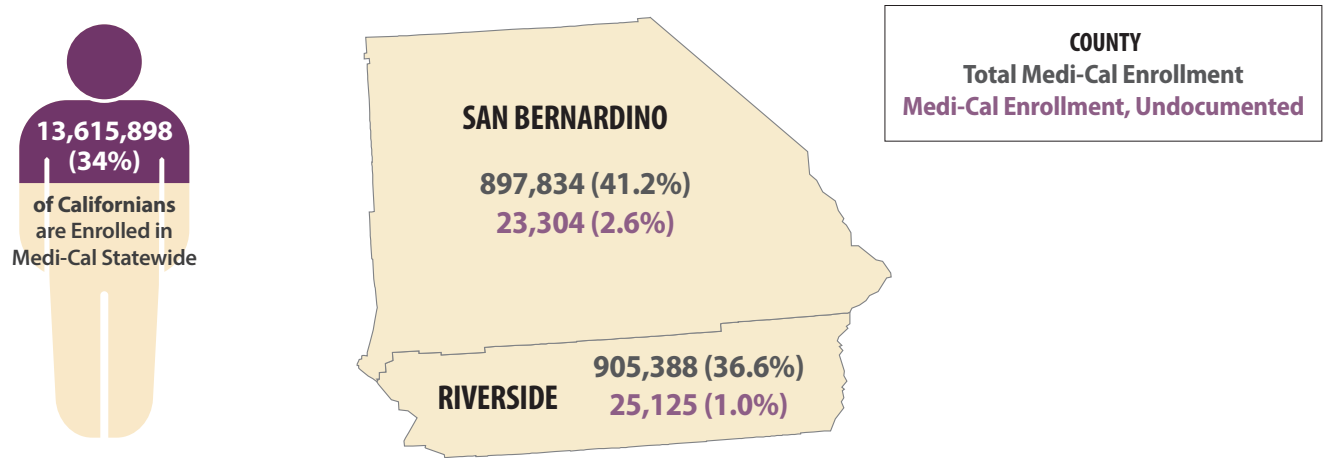 13,615,898
(34%)
of Californians
are Enrolled in
Medi-Cal Statewide
SAN BERNARDINO
897,834 (41.2%)
23,304 (2.6%)
RIVERSIDE
905,388 (36.6%)
25,125 (1.0%)
COUNTY
Total Medi-Cal Enrollment
Medi-Cal Enrollment, Undocumented